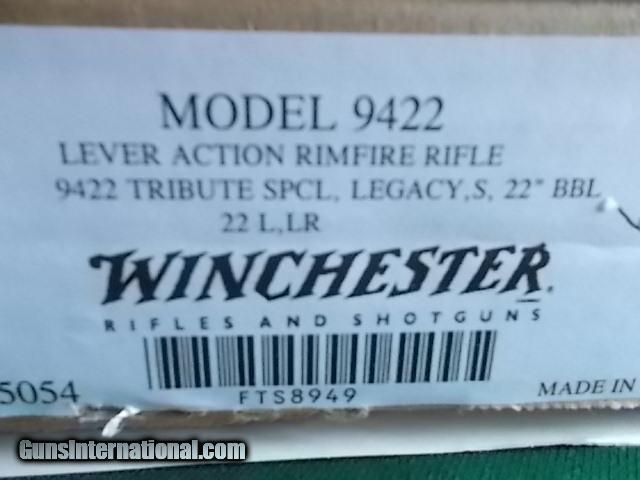 MODEL 9422
LEVER ACTION RIMFIRE RIFLE
9422 TRIBUTE SPCL, LEGACY,S, 22" BBL
22 L,LR
WINCHESTER.
RIFLES AND SHOTGUNS
5054
FTS8949
MADE IN
GunsInternational.com